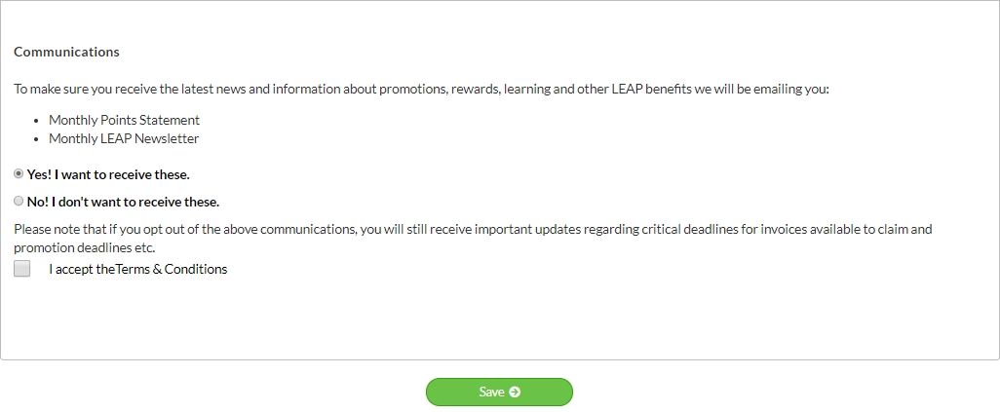 Communications
To make sure you receive the latest news and information about promotions, rewards, learning and other LEAP benefits we will be emailing you:
• Monthly Points Statement
• Monthly LEAP Newsletter
Yes! I want to receive these.
No! I don't want to receive these.
Please note that if you opt out of the above communications, you will still receive important updates regarding critical deadlines for invoices available to claim and
promotion deadlines etc.
I accept theTerms & Conditions
Save